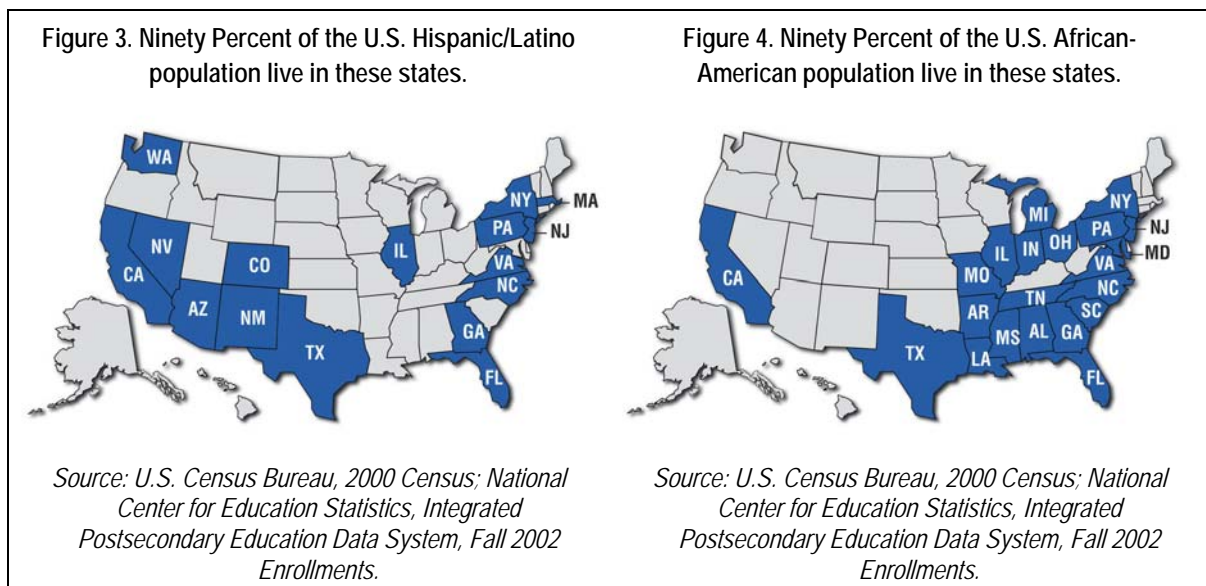 Figure 3. Ninety Percent of the U.S. Hispanic/Latino
population live in these states.
WA
NY
MA
PA
NJ
NV
IL
CO
VA
CA
NC
AZ
NM
GA
TX
FL
Source: U.S. Census Bureau, 2000 Census; National
Center for Education Statistics, Integrated
Postsecondary Education Data System, Fall 2002
Enrollments.
Figure 4. Ninety Percent of the U.S. African-
American population live in these states.
NY
MI
PA
NJ
OH
IL
IN
MD
VA
MO
CA
NC
TN
AR
SC
MS
AL
GA
TX
LA
FL
Source: U.S. Census Bureau, 2000 Census; National
Center for Education Statistics, Integrated
Postsecondary Education Data System, Fall 2002
Enrollments.